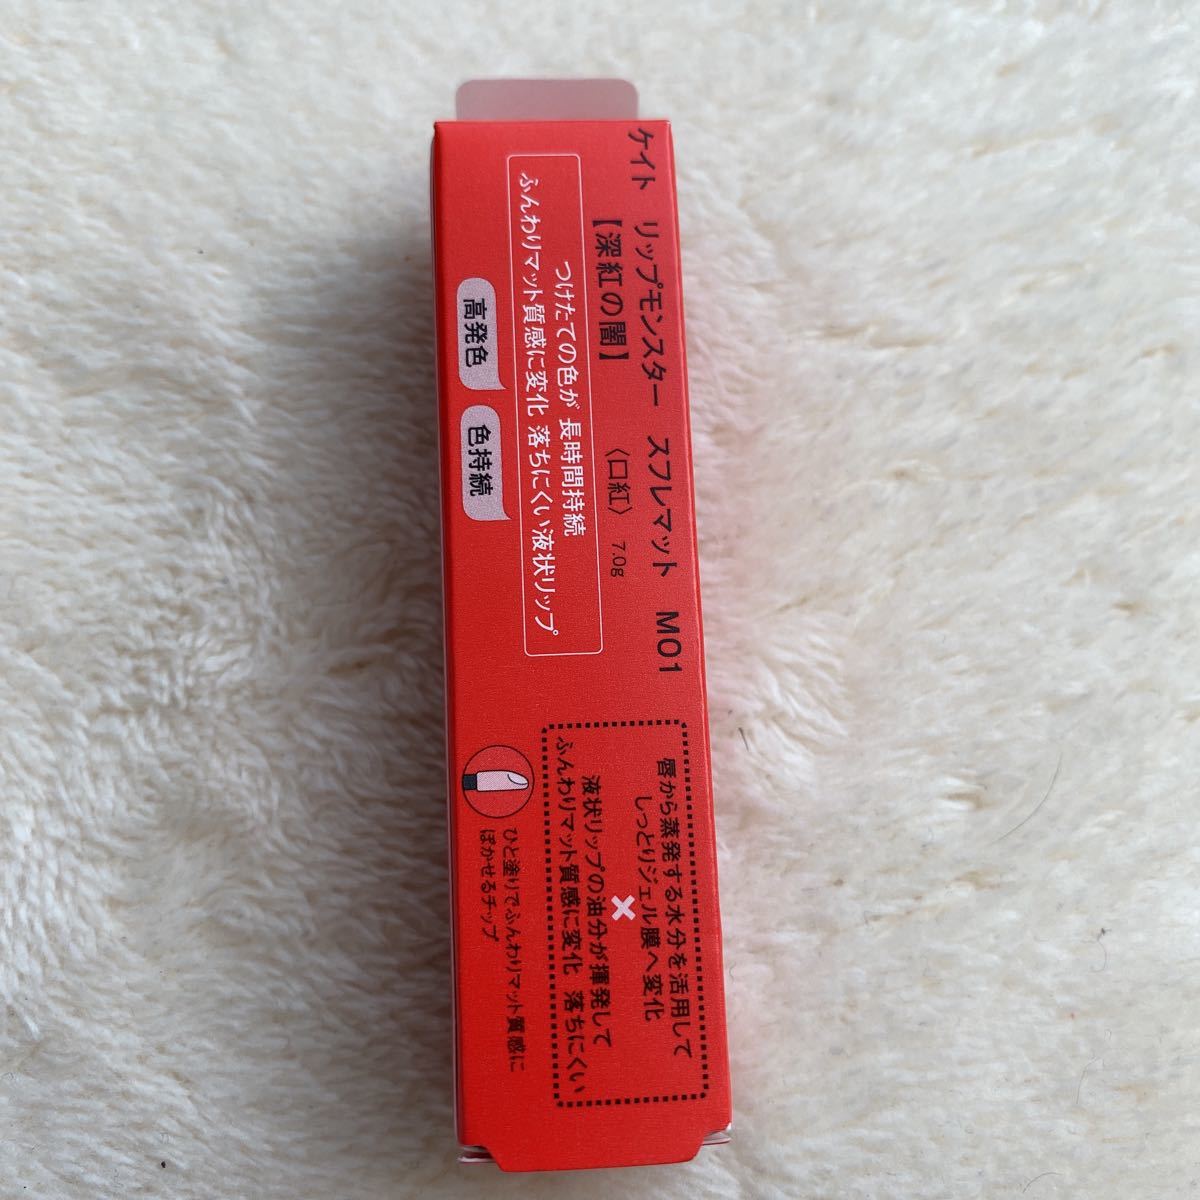 ケイト リップモンスター スフレマット M01
【深紅の闇】 〈口紅〉 7.0g
つけたての色が 長時間持続
ふんわりマット質感に変化 落ちにくい液状リップ
高発色 色持続
唇から蒸発する水分を活用して
しっとりジェル膜へ変化
×
液状リップの油分が揮発して
ふんわりマット質感に変化 落ちにくい
ひと塗りでふんわりマット質感に
ぼかせるチップ